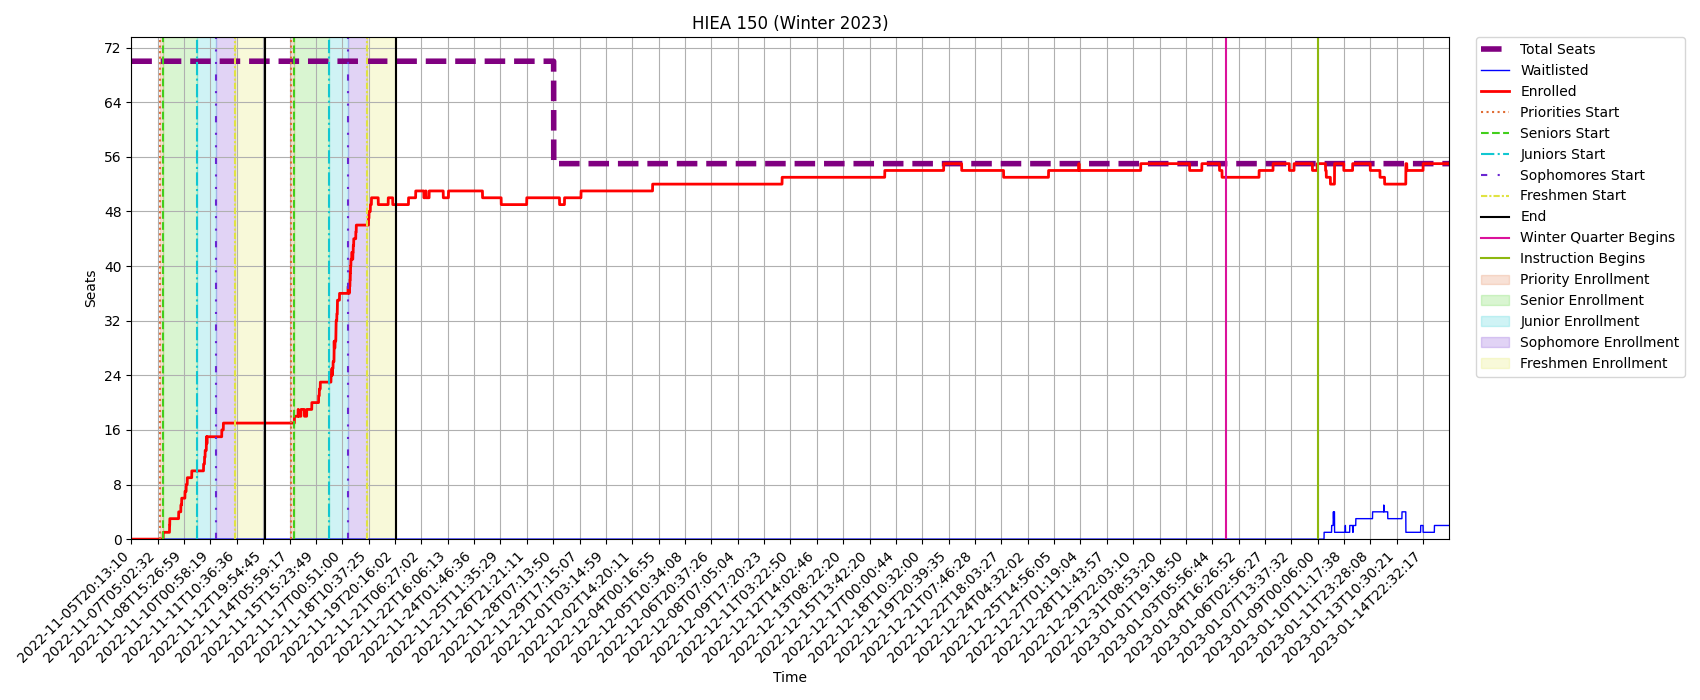 HIEA 150 (Winter 2023)
72
64
56
48
40
32
24
16
8
0
Seats
2022-11-05T20:13:10
2022-11-07T05:02:32
2022-11-08T15:26:59
2022-11-10T00:58:19
2022-11-11T10:36:36
2022-11-12T19:54:45
2022-11-14T05:59:17
2022-11-15T15:23:49
2022-11-17T00:51:00
2022-11-18T10:37:25
2022-11-19T20:16:02
2022-11-21T06:27:02
2022-11-22T16:06:13
2022-11-24T01:46:36
2022-11-25T11:35:29
2022-11-26T21:21:11
2022-11-28T07:13:50
2022-11-29T17:15:07
2022-12-01T03:14:59
2022-12-02T14:20:11
2022-12-04T00:16:55
2022-12-05T10:34:08
2022-12-06T20:37:26
2022-12-08T07:05:04
2022-12-09T17:20:23
2022-12-11T03:22:50
2022-12-12T14:02:46
2022-12-13T08:22:20
2022-12-15T13:42:20
2022-12-17T00:00:44
2022-12-18T10:32:00
2022-12-19T20:39:35
2022-12-21T07:46:28
2022-12-22T18:03:27
2022-12-24T04:32:02
2022-12-25T14:56:05
2022-12-27T01:19:04
2022-12-28T11:43:57
2022-12-29T22:03:10
2022-12-31T08:53:20
2023-01-01T19:18:50
2023-01-03T05:56:44
2023-01-04T16:26:52
2023-01-06T02:56:27
2023-01-07T13:37:32
2023-01-09T00:06:00
2023-01-10T11:17:38
2023-01-11T23:28:08
2023-01-13T10:30:21
2023-01-14T22:32:17
Time
Total Seats
Waitlisted
Enrolled
Priorities Start
Seniors Start
Juniors Start
Sophomores Start
Freshmen Start
End
Winter Quarter Begins
Instruction Begins
Priority Enrollment
Senior Enrollment
Junior Enrollment
Sophomore Enrollment
Freshmen Enrollment